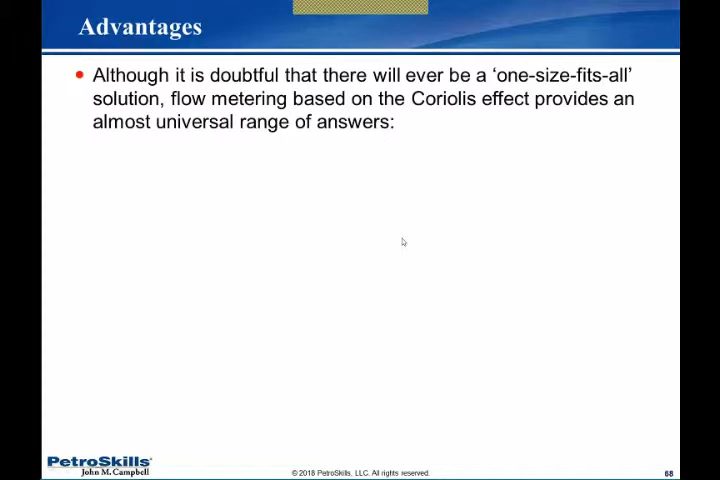 Advantages
• Although it is doubtful that there will ever be a ‘one-size-fits-all’
solution, flow metering based on the Coriolis effect provides an
almost universal range of answers:
PetroSkills
John M. Campbell
© 2018 PetroSkills, LLC. All rights reserved.
68